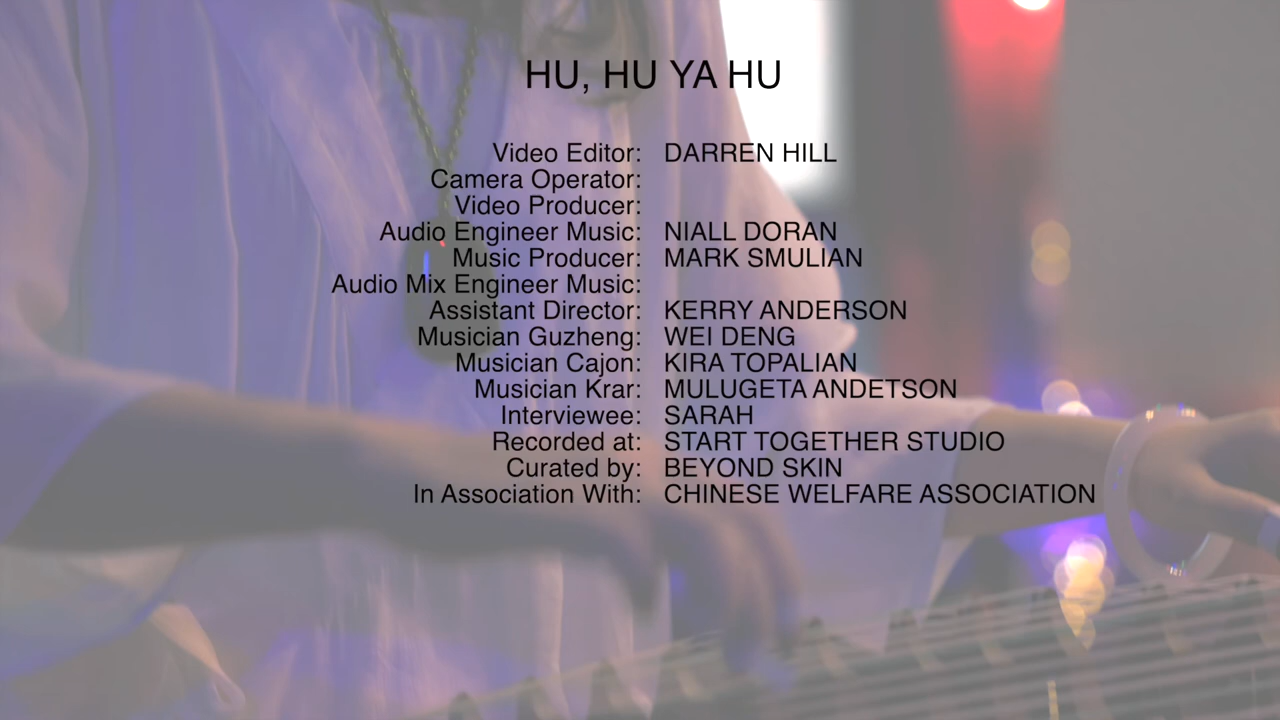 HU, HU YA HU
Video Editor: DARREN HILL
Camera Operator:
Video Producer:
Audio Engineer Music: NIALL DORAN
Music Producer: MARK SMULIAN
Audio Mix Engineer Music:
Assistant Director: KERRY ANDERSON
Musician Guzheng: WEI DENG
Musician Cajon: KIRA TOPALIAN
Musician Krar: MULUGETA ANDETSON
Interviewee: SARAH
Recorded at: START TOGETHER STUDIO
Curated by: BEYOND SKIN
In Association With: CHINESE WELFARE ASSOCIATION